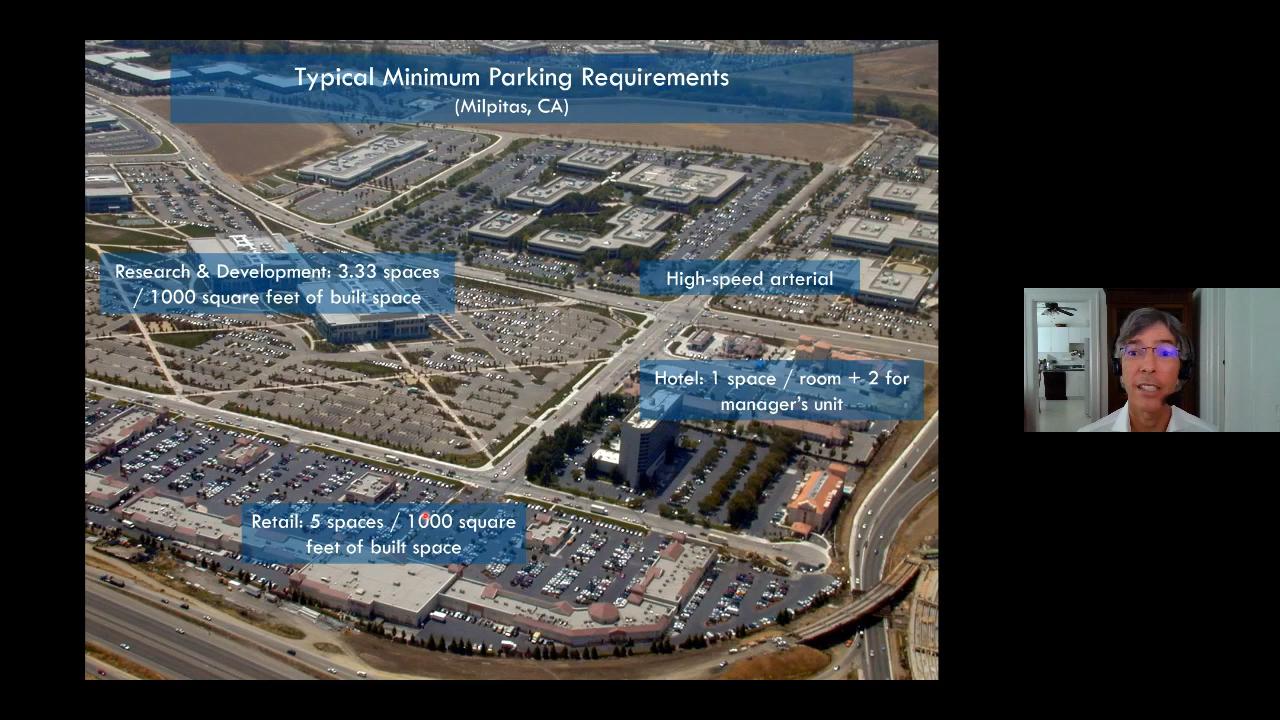 Typical Minimum Parking Requirements
(Milpitas, CA)
Research & Development: 3.33 spaces
/ 1000 square feet of built space
High-speed arterial
Hotel: 1 space / room + 2 for
manager's unit
Retail: 5 spaces / 1000 square
feet of built space